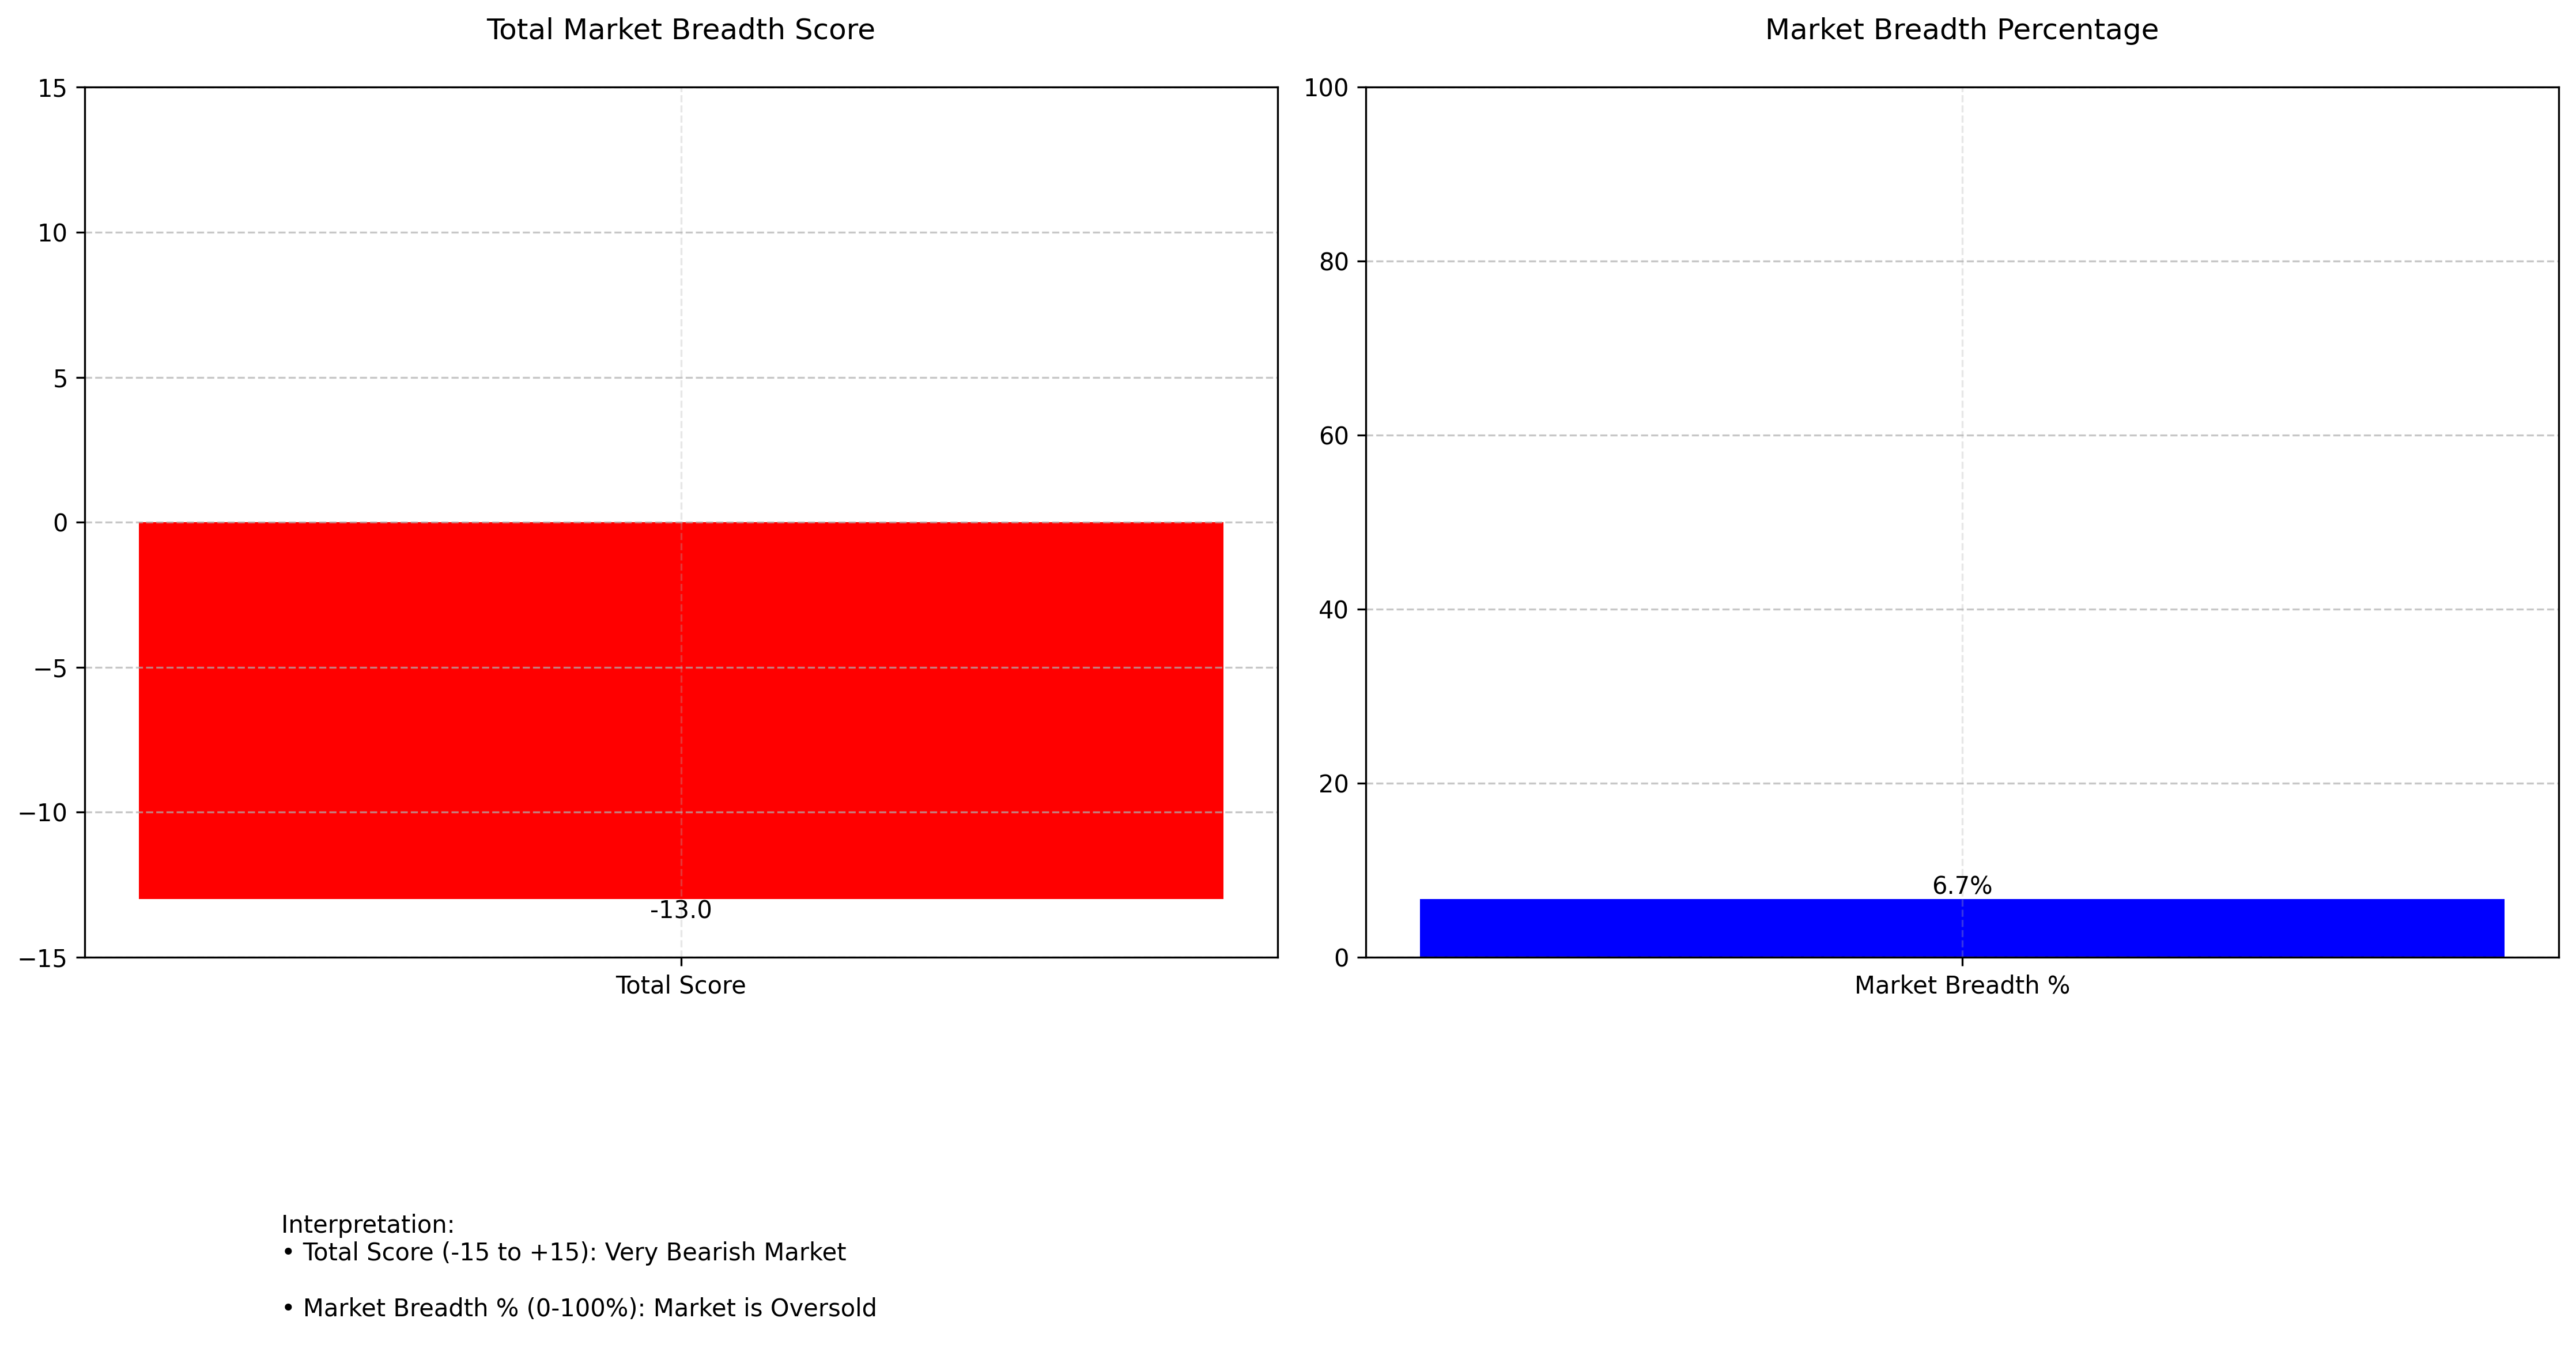 Total Market Breadth Score
15
10
5
0
−5
−10
−15
-13.0
Total Score
Market Breadth Percentage
100
80
60
40
20
0
6.7%
Market Breadth %
Interpretation:
• Total Score (-15 to +15): Very Bearish Market
• Market Breadth % (0-100%): Market is Oversold